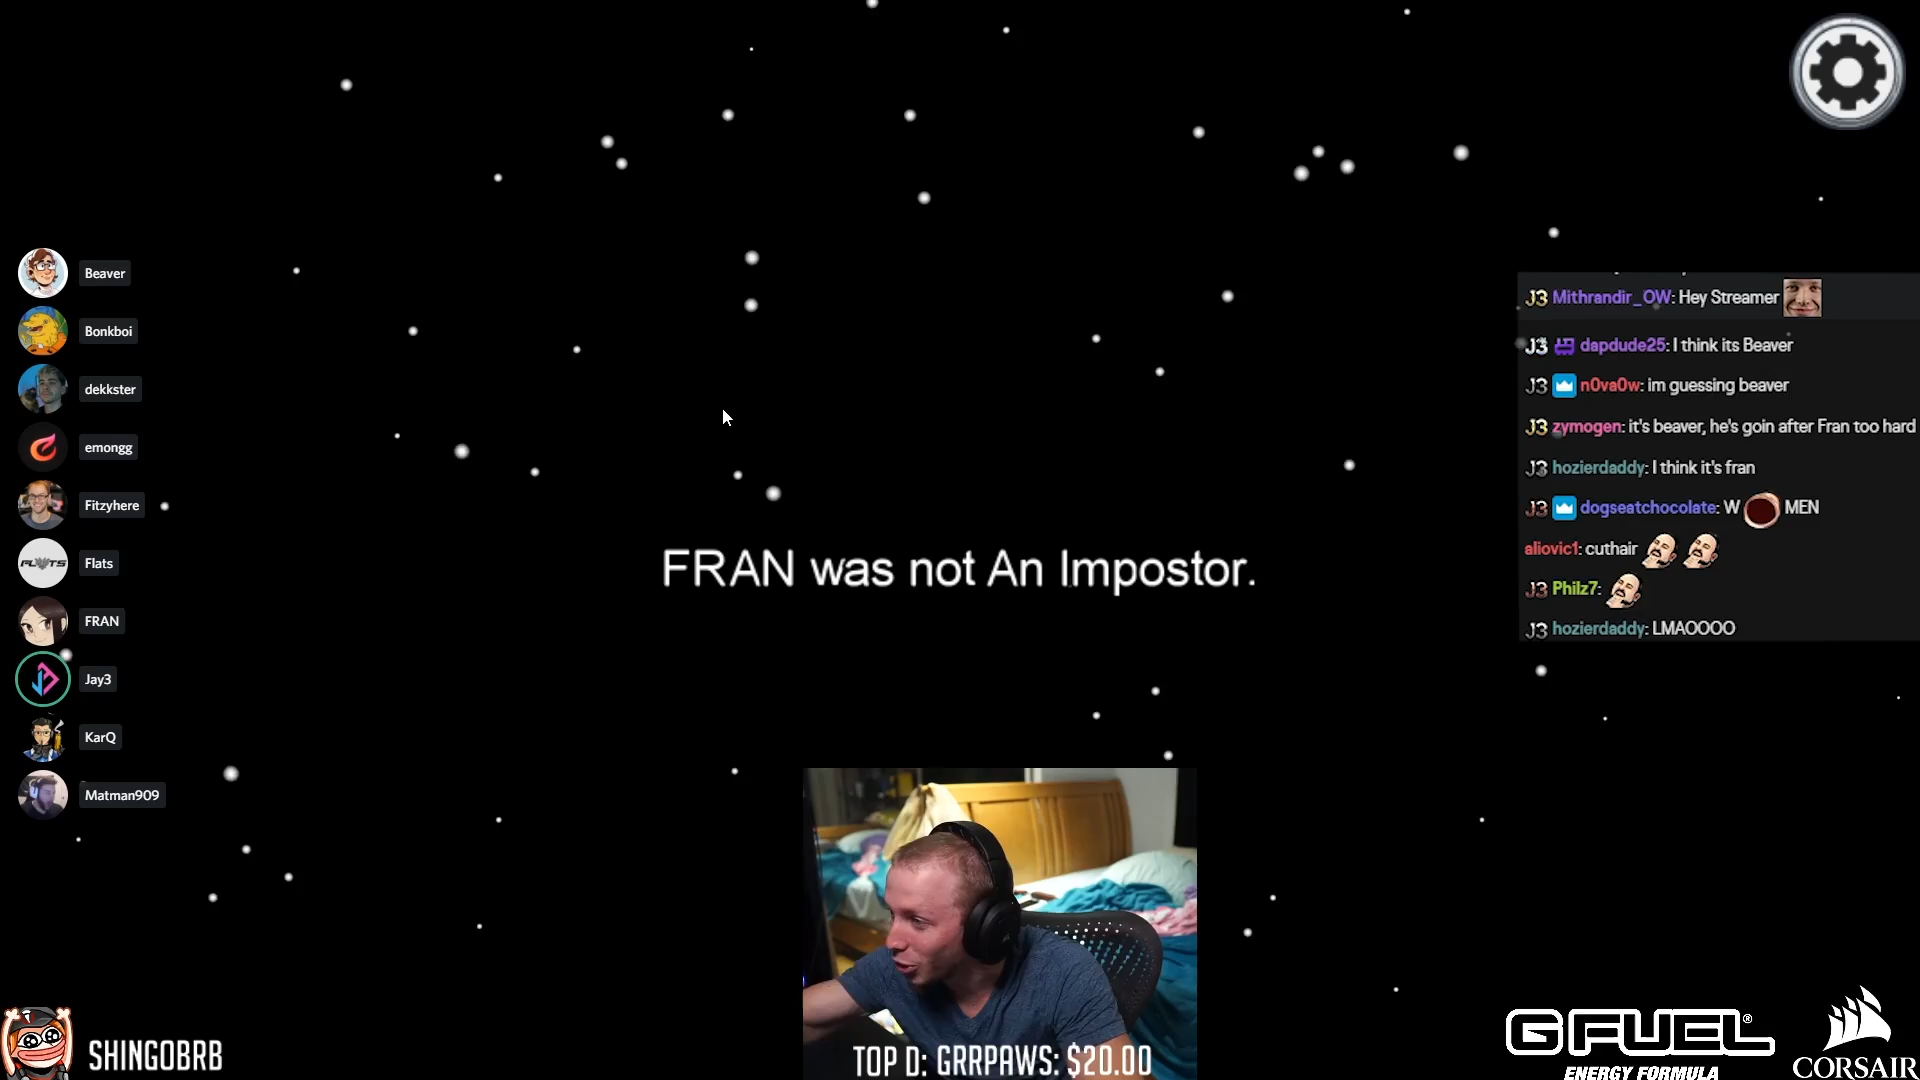 Beaver
Bonkboi
dekkster
emongg
Fitzyhere
FLATS
Flats
FRAN
Jay3
KarQ
Matman909
FRAN was not An Impostor.
J3 Mithrandir_OW: Hey Streamer
J3 dapdude25: I think its Beaver
J3 n0va0w: im guessing beaver
J3 zymogen: it's beaver, he's goin after Fran too hard
J3 hozierdaddy: I think it's fran
J3 dogseatchocolate: W MEN
aliovic1: cuthair
J3 Philz7:
J3 hozierdaddy: LMAOOOO
SHINGOBRB
TOP D: GRRPAWS: $20.00
G FUEL®
ENERGY FORMULA
CORSAIR